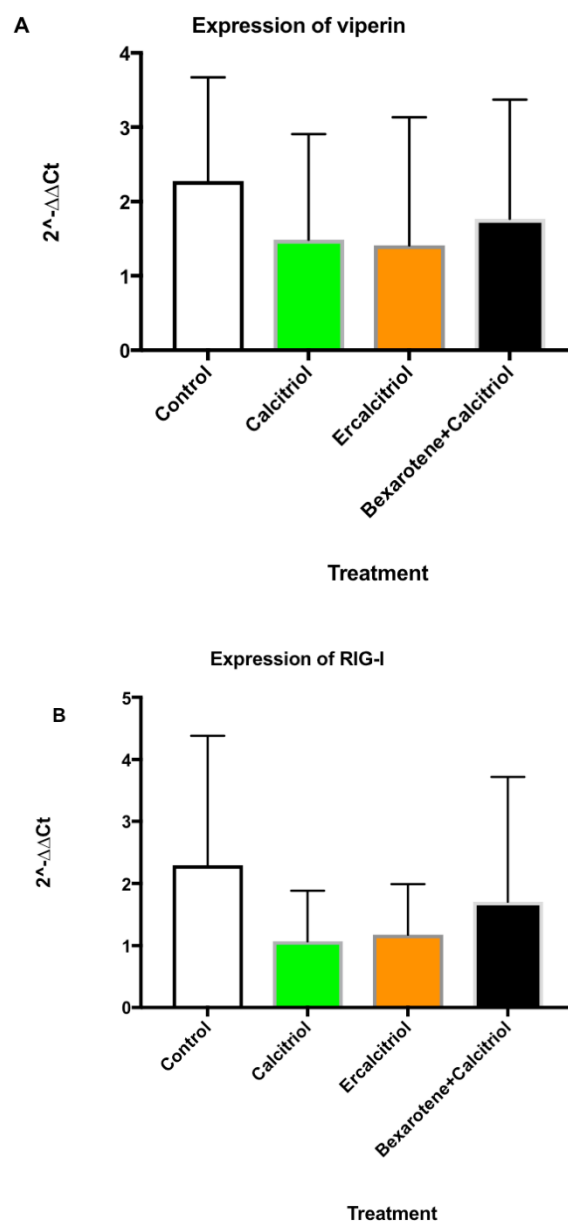 A
Expression of viperin
2^-ΔΔCt
4
3
2
1
0
Control
Calcitriol
Ercalcitriol
Bexarotene+Calcitriol
Treatment
Expression of RIG-I
B
2^-ΔΔCt
5
4
3
2
1
0
Control
Calcitriol
Ercalcitriol
Bexarotene+Calcitriol
Treatment